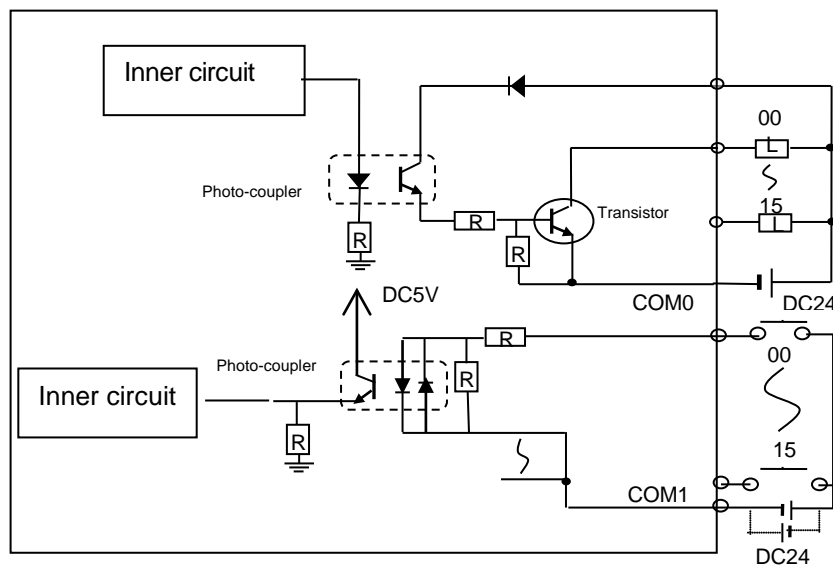 Inner circuit
00
L
Photo-coupler
15
R
Transistor
L
R
R
DC5V
COM0
DC24
R
Photo-coupler
00
R
Inner circuit
R
15
COM1
DC24